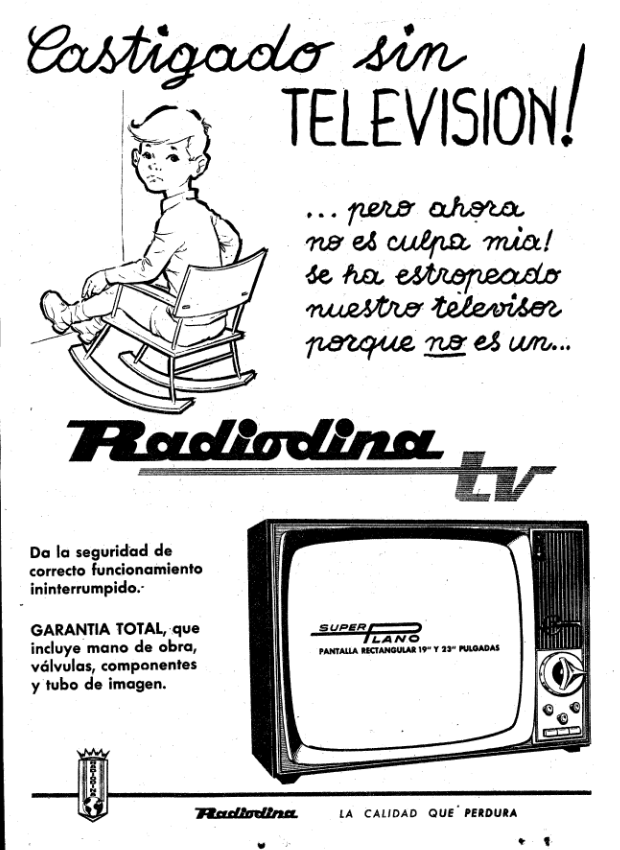 Castigado sin
TELEVISION!
... pero ahora
no es culpa mia!
se ha estropeado
nuestro televisor
porque no es un...
Radiodina
tv
Da la seguridad de
correcto funcionamiento
ininterrumpido.
GARANTIA TOTAL, que
incluye mano de obra,
válvulas, componentes
y tubo de imagen.
SUPER PLANO
PANTALLA RECTANGULAR 19" Y 23" PULGADAS
RADIODINA
Radiodina LA CALIDAD QUE PERDURA